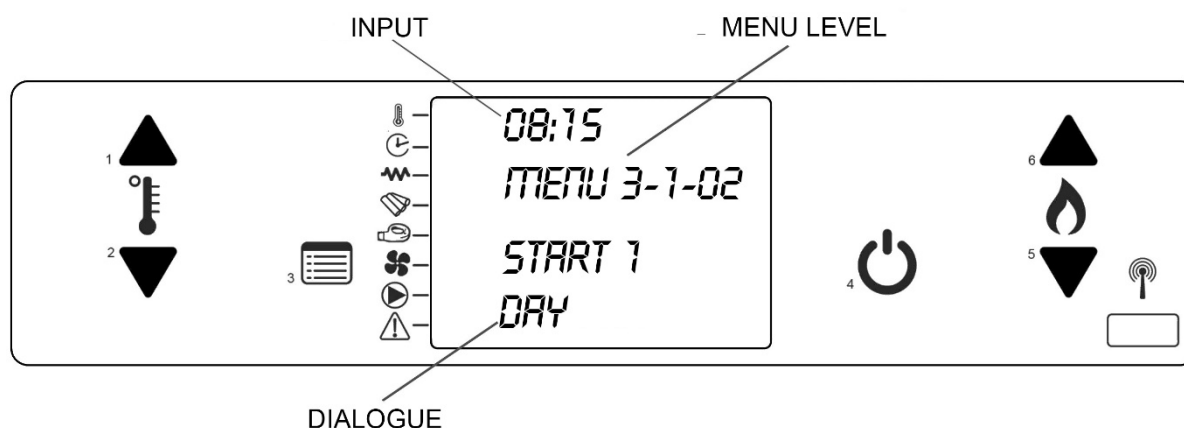 INPUT
MENU LEVEL
1
2
3
08:15
MENU 3-1-02
START 1
DAY
4
6
5
DIALOGUE